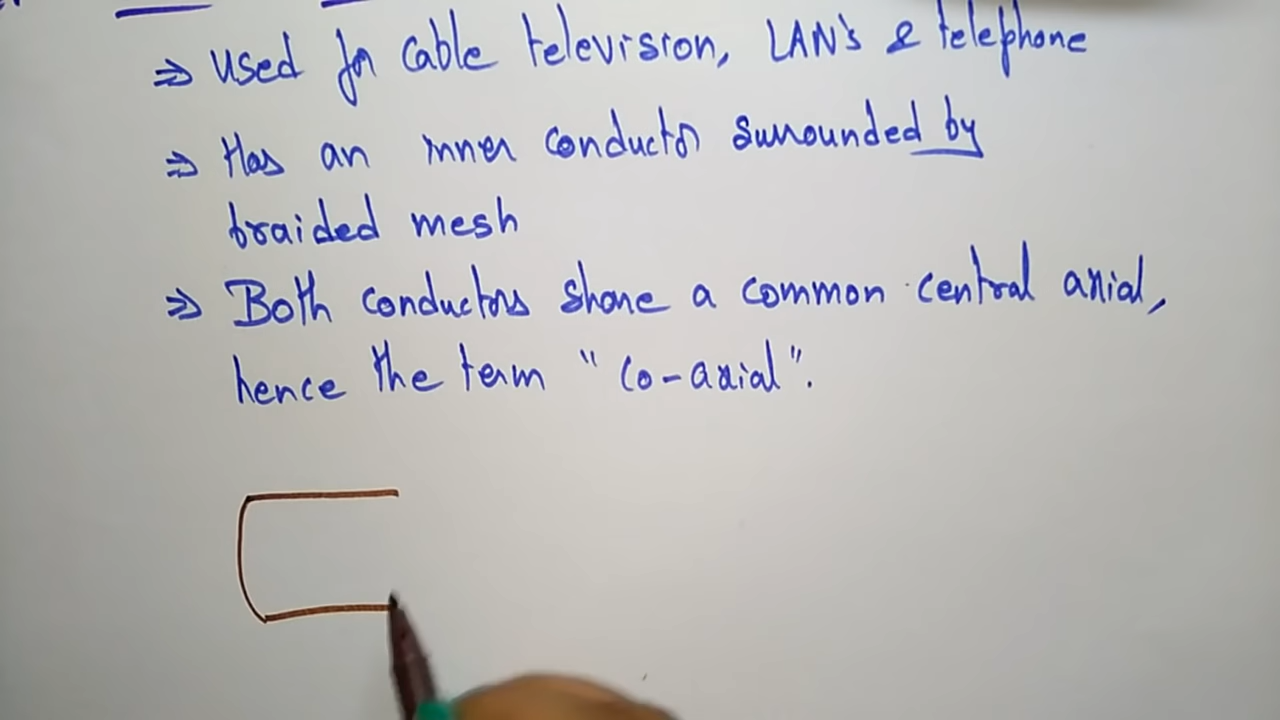 ⇒ Used for Cable television, LAN's & telephone
⇒ Has an inner conductor surrounded by
braided mesh
⇒ Both conductors share a common central axial,
hence the term "Co-axial".